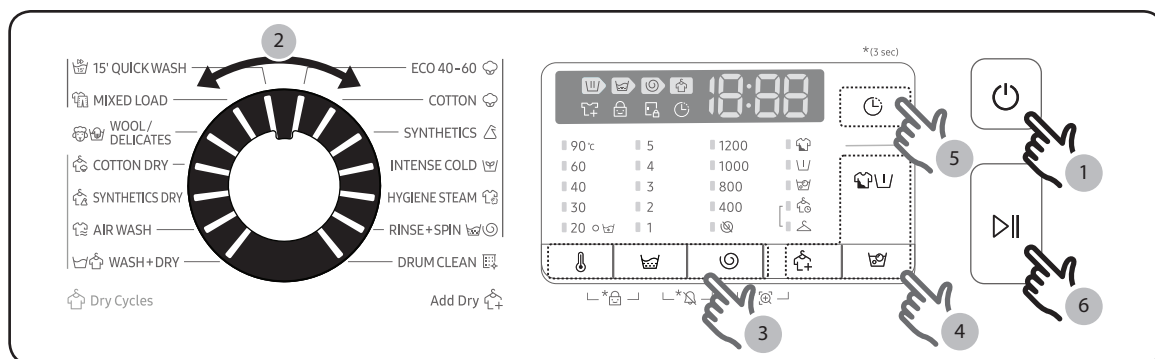 2
15' QUICK WASH
MIXED LOAD
WOOL/
DELICATES
COTTON DRY
SYNTHETICS DRY
AIR WASH
WASH+DRY
Dry Cycles
ECO 40-60
COTTON
SYNTHETICS
INTENSE COLD
HYGIENE STEAM
RINSE+SPIN
DRUM CLEAN
Add Dry
*(3 sec)
18:88
90℃ 5 1200
60 4 1000
40 3 800
30 2 400
20 1
*
*
5
1
3
4
6